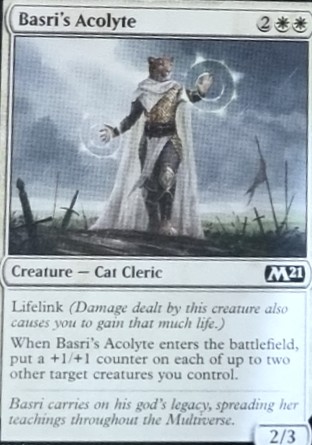 Basri's Acolyte 2
Creature — Cat Cleric M21
Lifelink (Damage dealt by this creature also
causes you to gain that much life.)
When Basri's Acolyte enters the battlefield,
put a +1/+1 counter on each of up to two
other target creatures you control.
Basri carries on his god's legacy, spreading her
teachings throughout the Multiverse.
2/3